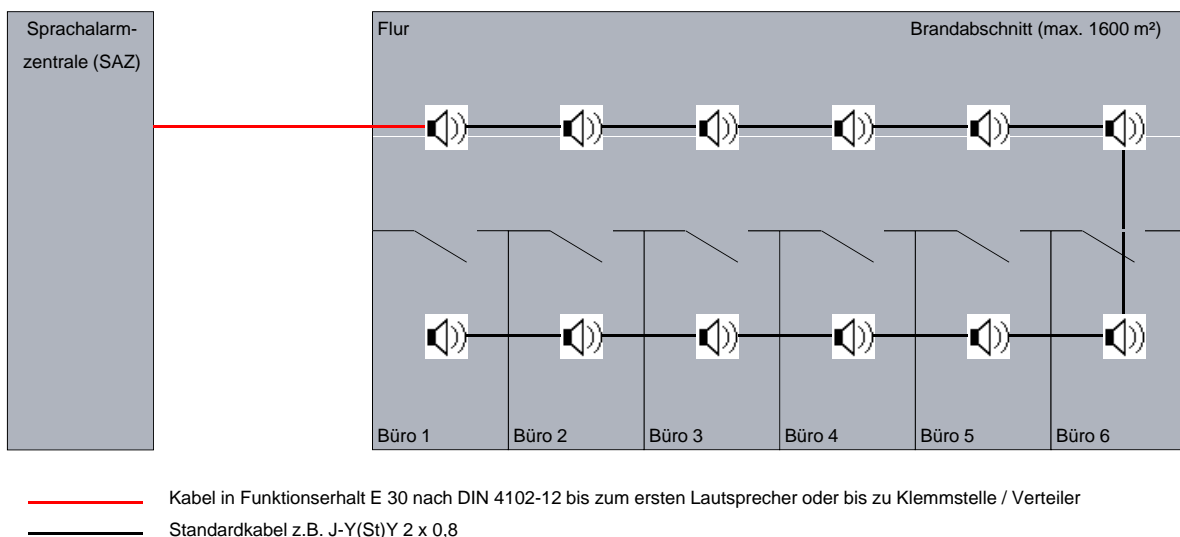 Sprachalarm-
zentrale (SAZ)
Flur
Brandabschnitt (max. 1600 m²)
Büro 1
Büro 2
Büro 3
Büro 4
Büro 5
Büro 6
Kabel in Funktionserhalt E 30 nach DIN 4102-12 bis zum ersten Lautsprecher oder bis zu Klemmstelle / Verteiler
Standardkabel z.B. J-Y(St)Y 2 x 0,8